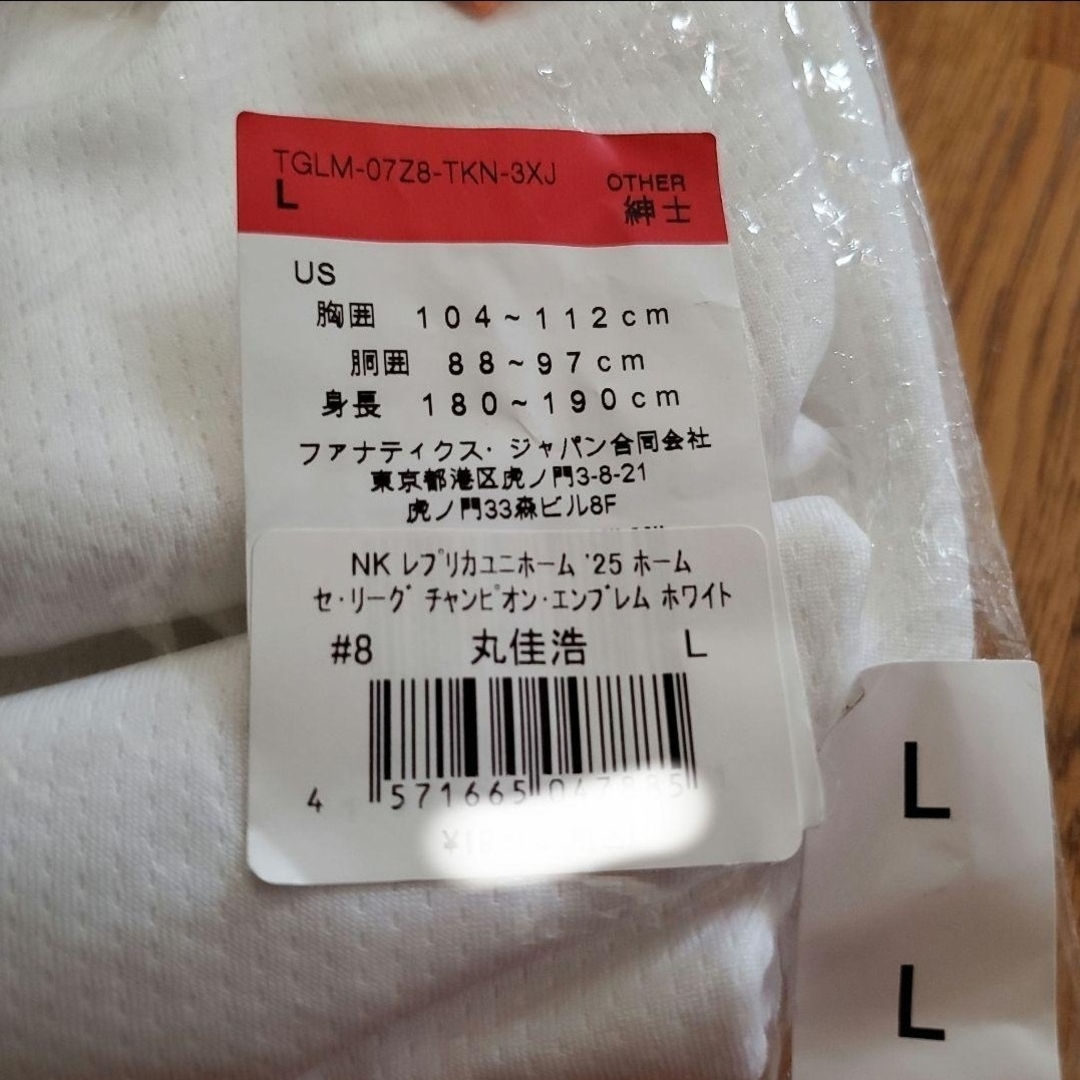 TGLM-07Z8-TKN-3XJ
L
OTHER
紳士
US
胸囲 104~112cm
胴囲 88~97cm
身長 180~190cm
ファナティクス・ジャパン合同会社
東京都港区虎ノ門3-8-21
虎ノ門33森ビル8F
NK ﾚﾌﾟﾘｶﾕﾆﾎｰﾑ '25 ﾎｰﾑ
ｾ・ﾘｰｸﾞ ﾁｬﾝﾋﾟｵﾝ・ｴﾝﾌﾞﾚﾑ ﾎﾜｲﾄ
#8 丸佳浩 L
4 571665
L
L